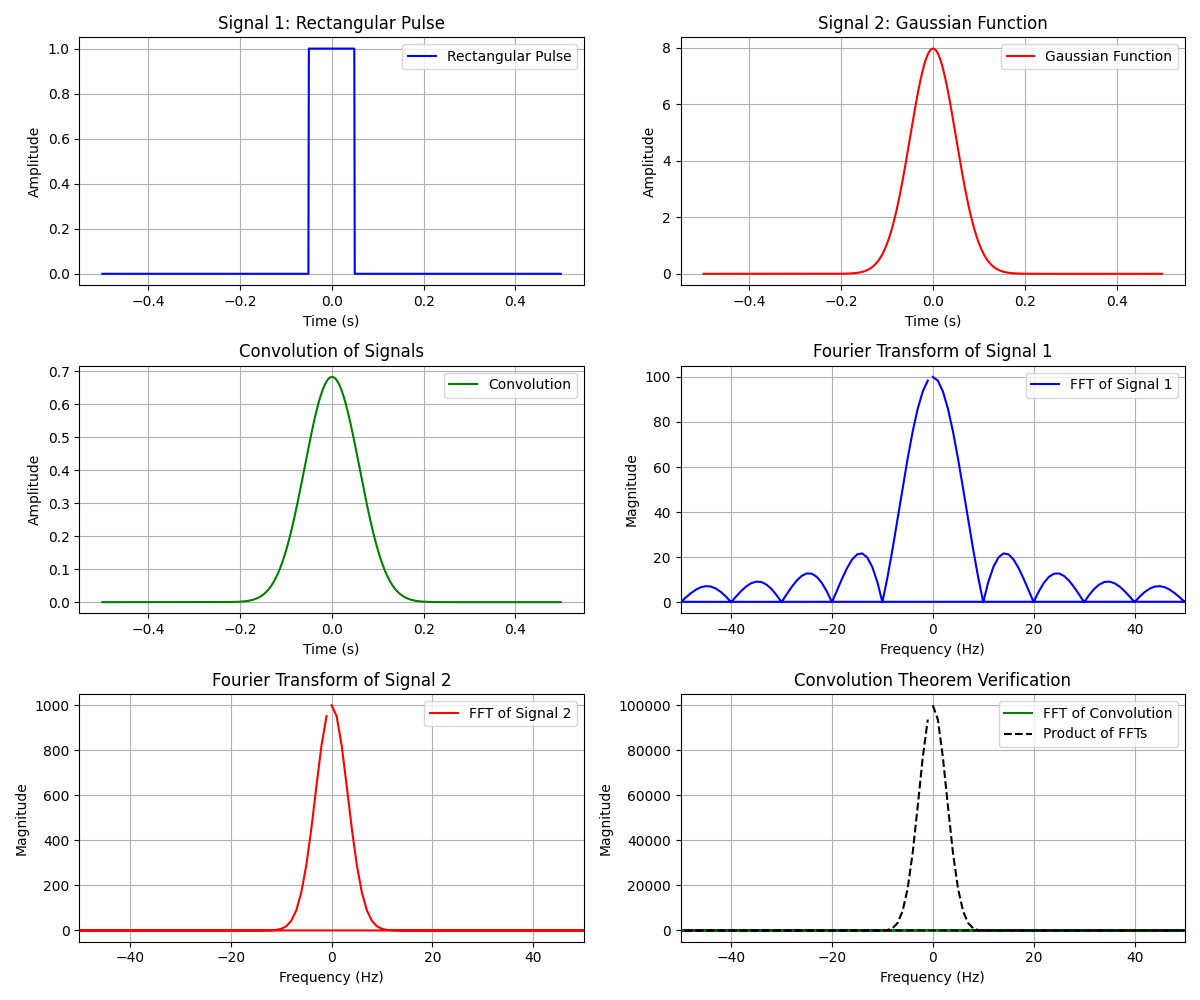 Signal 1: Rectangular Pulse
Rectangular Pulse
Amplitude
1.0
0.8
0.6
0.4
0.2
0.0
−0.4 −0.2 0.0 0.2 0.4
Time (s)
Signal 2: Gaussian Function
Gaussian Function
Amplitude
8
6
4
2
0
−0.4 −0.2 0.0 0.2 0.4
Time (s)
Convolution of Signals
Convolution
Amplitude
0.7
0.6
0.5
0.4
0.3
0.2
0.1
0.0
−0.4 −0.2 0.0 0.2 0.4
Time (s)
Fourier Transform of Signal 1
FFT of Signal 1
Magnitude
100
80
60
40
20
0
−40 −20 0 20 40
Frequency (Hz)
Fourier Transform of Signal 2
FFT of Signal 2
Magnitude
1000
800
600
400
200
0
−40 −20 0 20 40
Frequency (Hz)
Convolution Theorem Verification
FFT of Convolution
Product of FFTs
Magnitude
100000
80000
60000
40000
20000
0
−40 −20 0 20 40
Frequency (Hz)